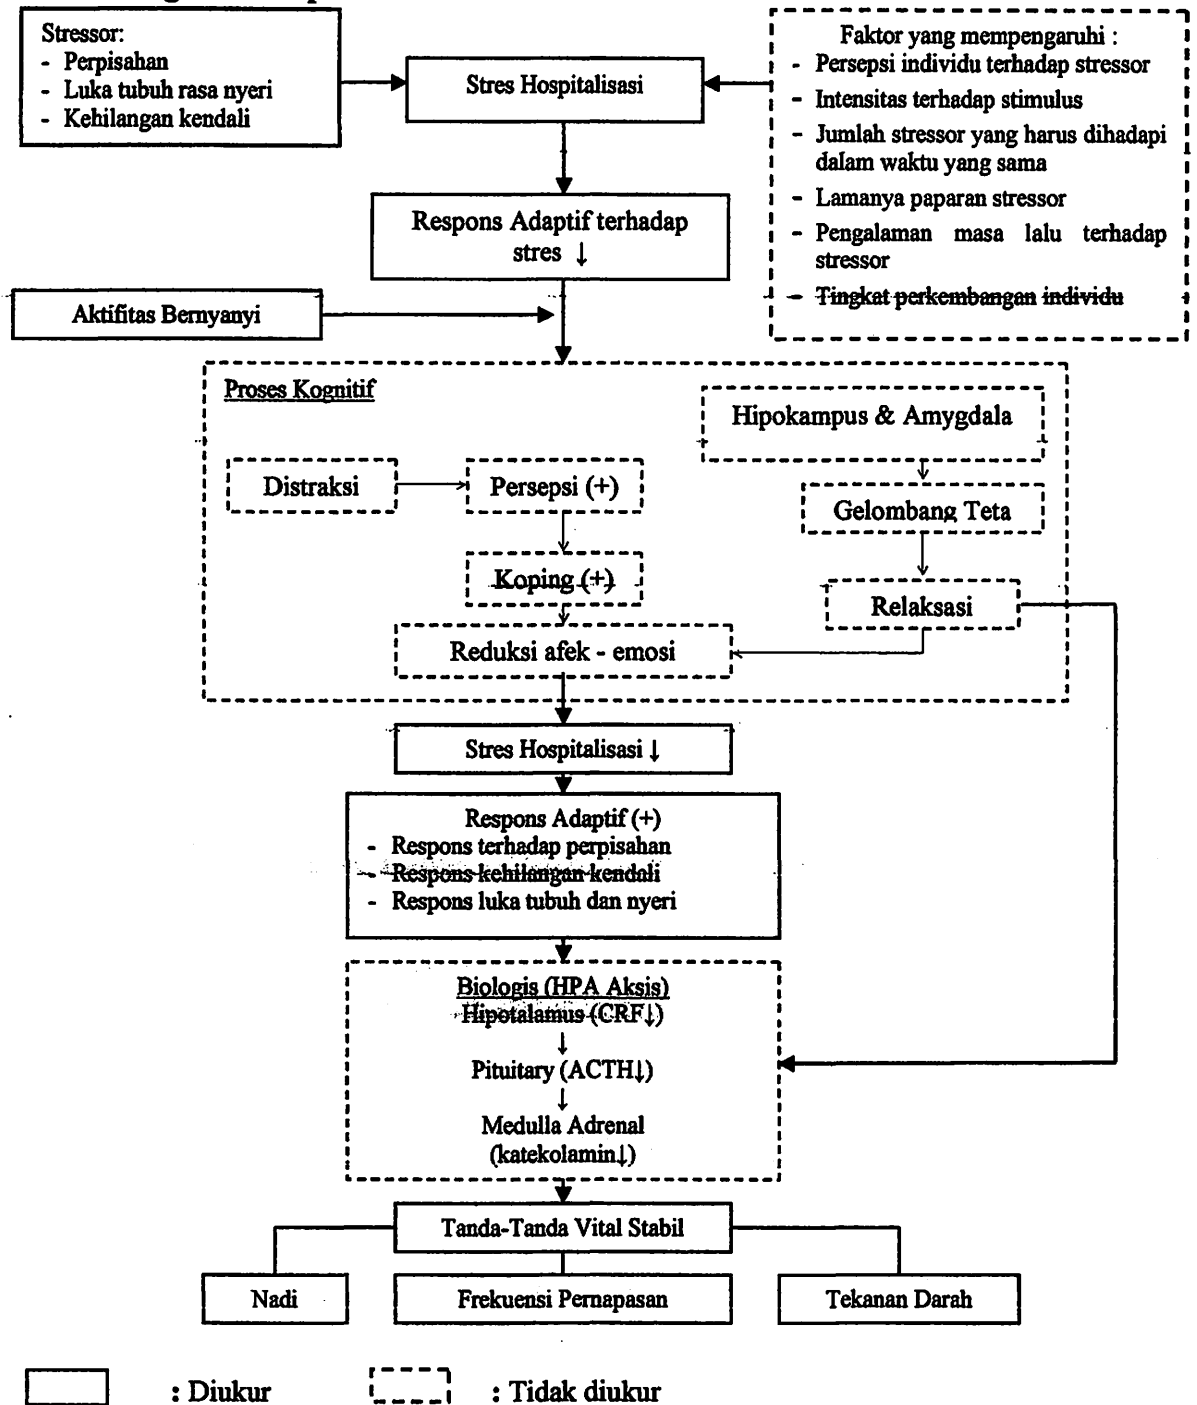 Stressor:
- Perpisahan
- Luka tubuh rasa nyeri
- Kehilangan kendali
Stres Hospitalisasi
Faktor yang mempengaruhi :
- Persepsi individu terhadap stressor
- Intensitas terhadap stimulus
- Jumlah stressor yang harus dihadapi
dalam waktu yang sama
- Lamanya paparan stressor
- Pengalaman masa lalu terhadap
stressor
- Tingkat perkembangan individu
Respons Adaptif terhadap
stres ↓
Aktifitas Bernyanyi
Proses Kognitif
Hipokampus & Amygdala
Distraksi
Persepsi (+)
Gelombang Teta
Koping (+)
Relaksasi
Reduksi afek - emosi
Stres Hospitalisasi ↓
Respons Adaptif (+)
- Respons terhadap perpisahan
- Respons kehilangan kendali
- Respons luka tubuh dan nyeri
Biologis (HPA Aksis)
Hipotalamus (CRF↓)
Pituitary (ACTH↓)
Medulla Adrenal
(katekolamin↓)
Tanda-Tanda Vital Stabil
Nadi
Frekuensi Pernapasan
Tekanan Darah
: Diukur
: Tidak diukur